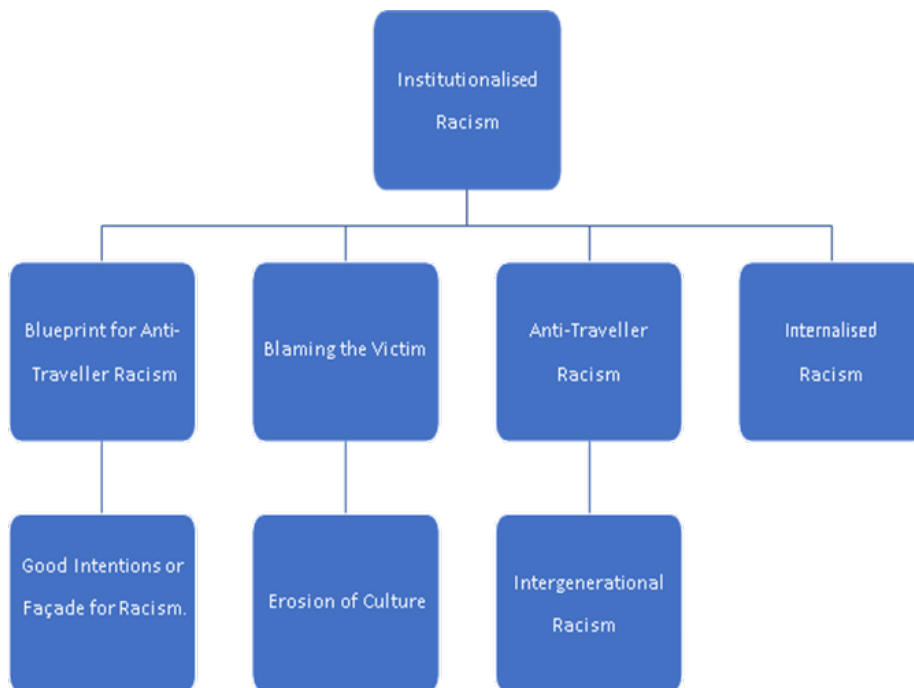 Institutionalised
Racism
Blueprint for Anti-
Traveller Racism
Blaming the Victim
Anti-Traveller
Racism
Internalised
Racism
Good Intentions or
Façade for Racism.
Erosion of Culture
Intergenerational
Racism